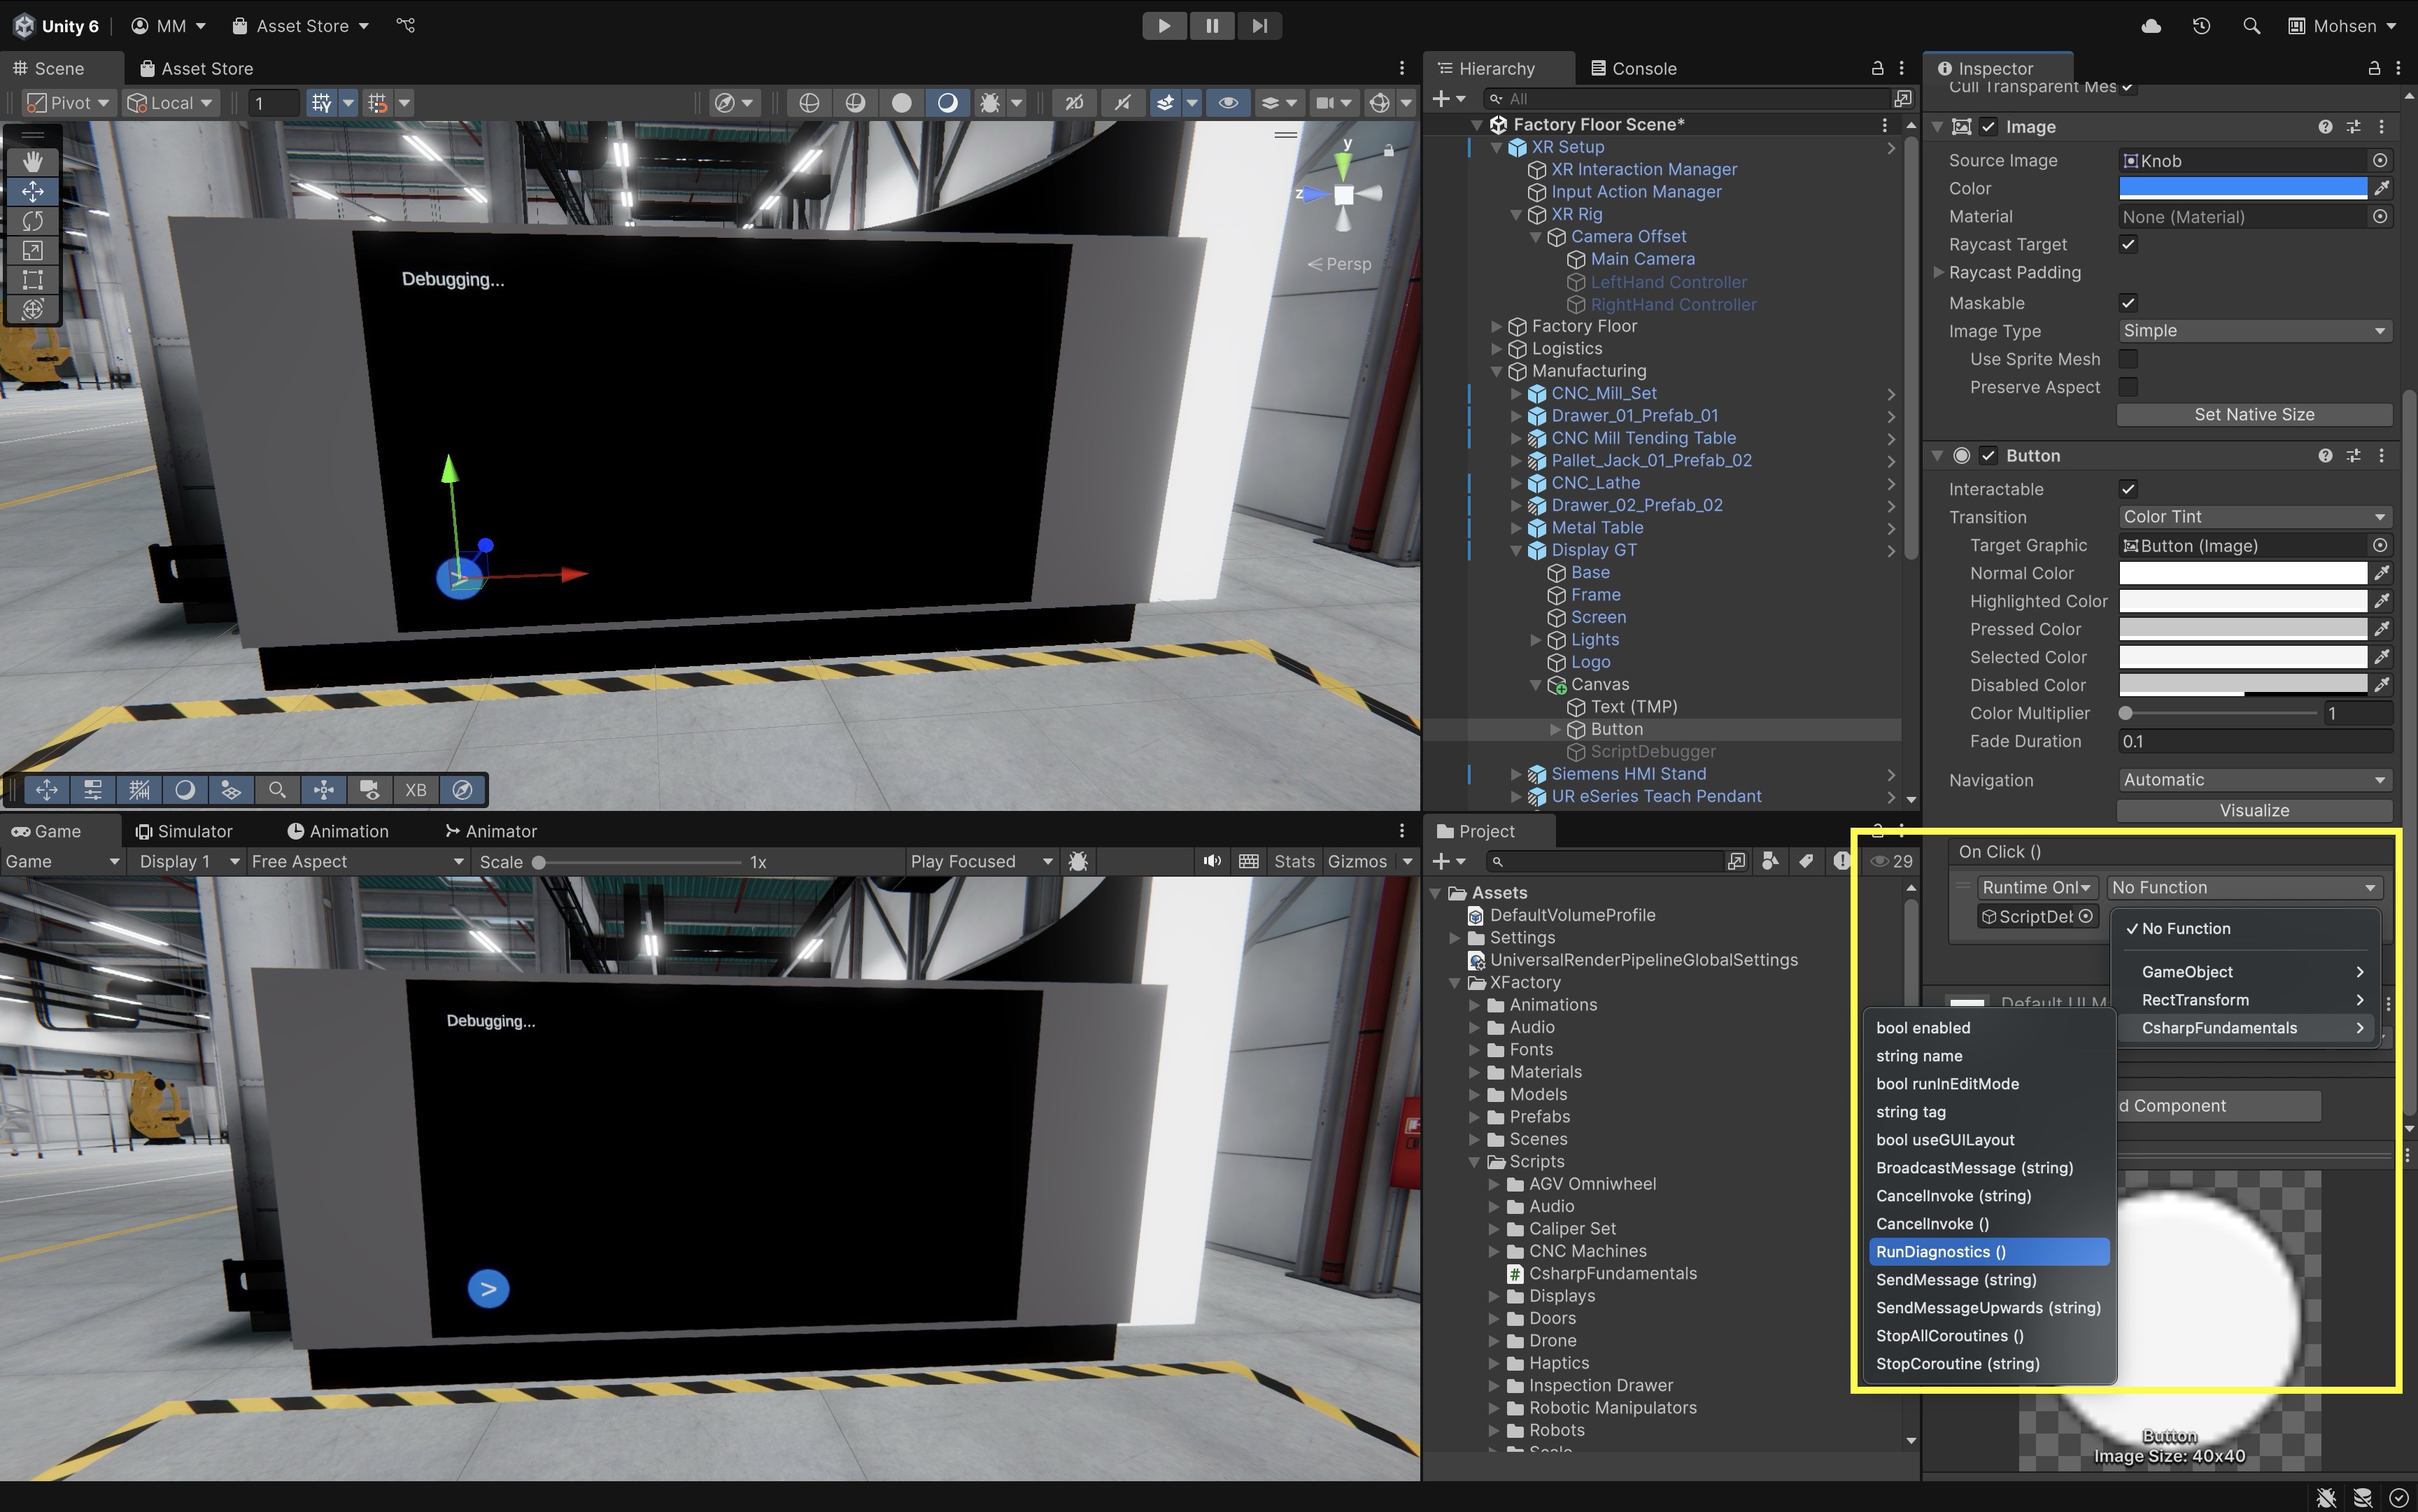 Unity 6
MM
Asset Store
Mohsen
Scene
Asset Store
Pivot
Local
1
2D
Debugging...
y
z
Persp
XB
Game
Simulator
Animation
Animator
Game
Display 1
Free Aspect
Scale
1x
Play Focused
Stats
Gizmos
Debugging...
>
Hierarchy
Console
All
Factory Floor Scene*
XR Setup
XR Interaction Manager
Input Action Manager
XR Rig
Camera Offset
Main Camera
LeftHand Controller
RightHand Controller
Factory Floor
Logistics
Manufacturing
CNC_Mill_Set
Drawer_01_Prefab_01
CNC Mill Tending Table
Pallet_Jack_01_Prefab_02
CNC_Lathe
Drawer_02_Prefab_02
Metal Table
Display GT
Base
Frame
Screen
Lights
Logo
Canvas
Text (TMP)
Button
ScriptDebugger
Siemens HMI Stand
UR eSeries Teach Pendant
Project
29
Assets
DefaultVolumeProfile
Settings
UniversalRenderPipelineGlobalSettings
XFactory
Animations
Audio
Fonts
Materials
Models
Prefabs
Scenes
Scripts
AGV Omniwheel
Audio
Caliper Set
CNC Machines
CsharpFundamentals
Displays
Doors
Drone
Haptics
Inspection Drawer
Robotic Manipulators
Robots
Inspector
Cull Transparent Mes
Image
Source Image
Knob
Color
Material
None (Material)
Raycast Target
Raycast Padding
Maskable
Image Type
Simple
Use Sprite Mesh
Preserve Aspect
Set Native Size
Button
Interactable
Transition
Color Tint
Target Graphic
Button (Image)
Normal Color
Highlighted Color
Pressed Color
Selected Color
Disabled Color
Color Multiplier
1
Fade Duration
0.1
Navigation
Automatic
Visualize
On Click ()
Runtime Onl
No Function
ScriptDeb
No Function
GameObject
RectTransform
CsharpFundamentals
Default UI M
bool enabled
string name
bool runInEditMode
string tag
bool useGUILayout
BroadcastMessage (string)
CancelInvoke (string)
CancelInvoke ()
RunDiagnostics ()
SendMessage (string)
SendMessageUpwards (string)
StopAllCoroutines ()
StopCoroutine (string)
d Component
Button
Image Size: 40x40